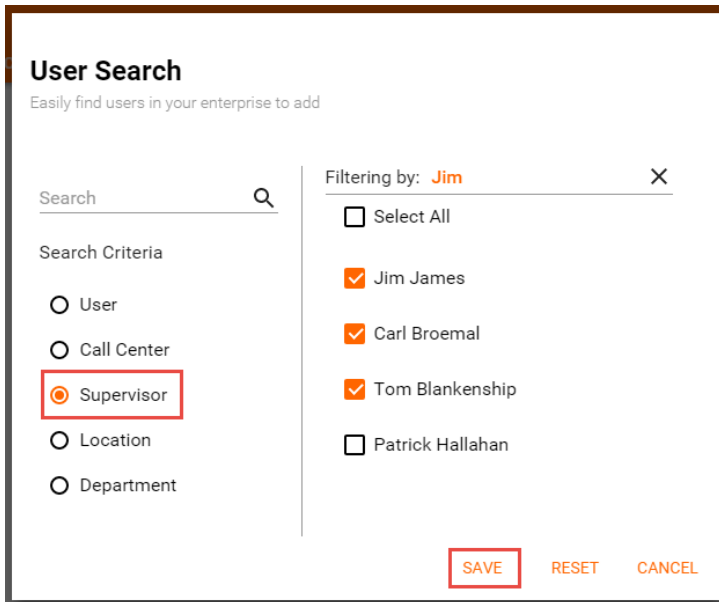 User Search
Easily find users in your enterprise to add
Search
Search Criteria
User
Call Center
Supervisor
Location
Department
Filtering by: Jim
Select All
Jim James
Carl Broemal
Tom Blankenship
Patrick Hallahan
SAVE RESET CANCEL